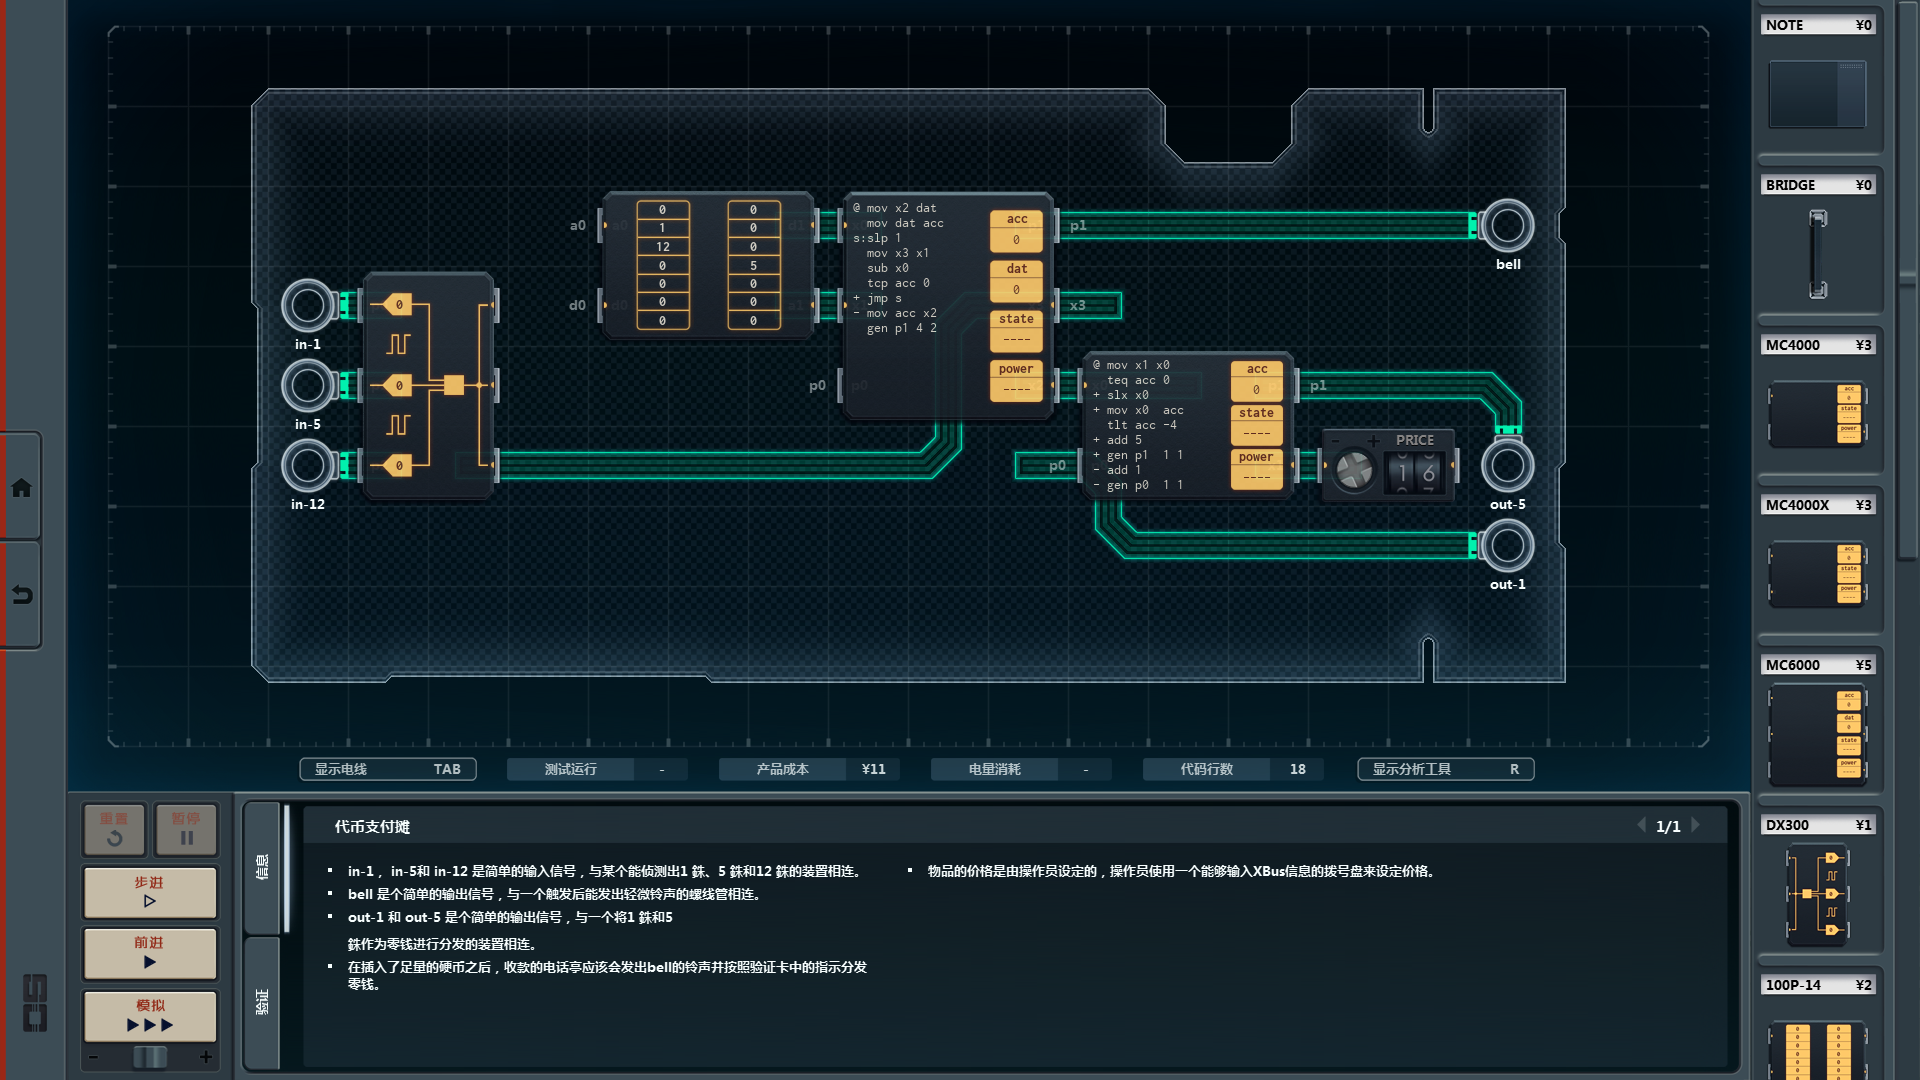 NOTE ¥0
BRIDGE ¥0
MC4000 ¥3
MC4000X ¥3
MC6000 ¥5
DX300 ¥1
100P-14 ¥2
in-1
in-5
in-12
a0
d0
0 0
1 0
12 0
0 5
0 0
0 0
0 0
@ mov x2 dat
mov dat acc
s:slp 1
mov x3 x1
sub x0
tcp acc 0
+ jmp s
- mov acc x2
gen p1 4 2
acc
0
dat
0
state
----
power
----
p0
p1
x3
bell
@ mov x1 x0
teq acc 0
+ slx x0
+ mov x0 acc
tlt acc -4
+ add 5
+ gen p1 1 1
- add 1
- gen p0 1 1
acc
0
state
----
power
----
p0
p1
PRICE
- +
1 6
out-5
out-1
显示电线 TAB
测试运行 -
产品成本 ¥11
电量消耗 -
代码行数 18
显示分析工具 R
重置
暂停
步进
前进
模拟
- +
信息
验证
代币支付摊
1/1
▪ in-1，in-5和 in-12 是简单的输入信号，与某个能侦测出1 銖、5 銖和12 銖的装置相连。
▪ bell 是个简单的输出信号，与一个触发后能发出轻微铃声的螺线管相连。
▪ out-1 和 out-5 是个简单的输出信号，与一个将1 銖和5
銖作为零钱进行分发的装置相连。
▪ 在插入了足量的硬币之后，收款的电话亭应该会发出bell的铃声并按照验证卡中的指示分发
零钱。
▪ 物品的价格是由操作员设定的，操作员使用一个能够输入XBus信息的拨号盘来设定价格。